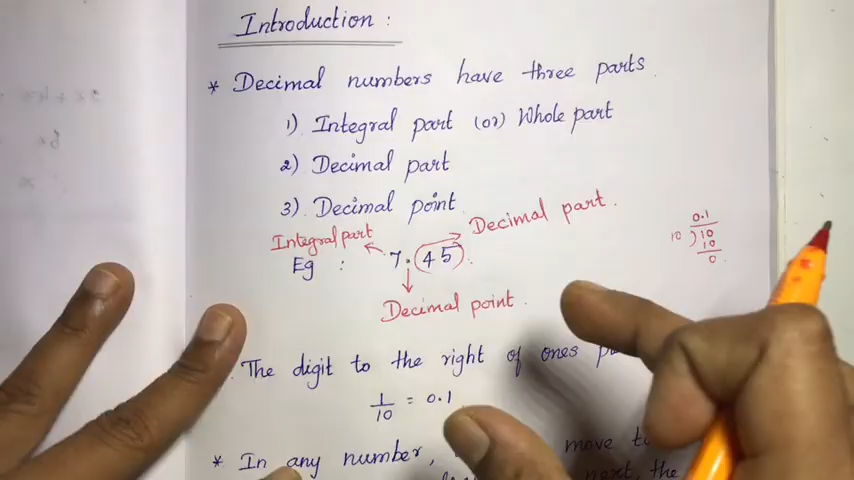 Introduction :
* Decimal numbers have three parts.
1) Integral part (or) Whole part
2) Decimal part
3) Decimal point.
Integral part
Decimal part.
Eg : 7.45.
Decimal point.
0.1
10 ) 10
10
0
The digit to the right of ones
1/10 = 0.1
* In any number, move
next, the